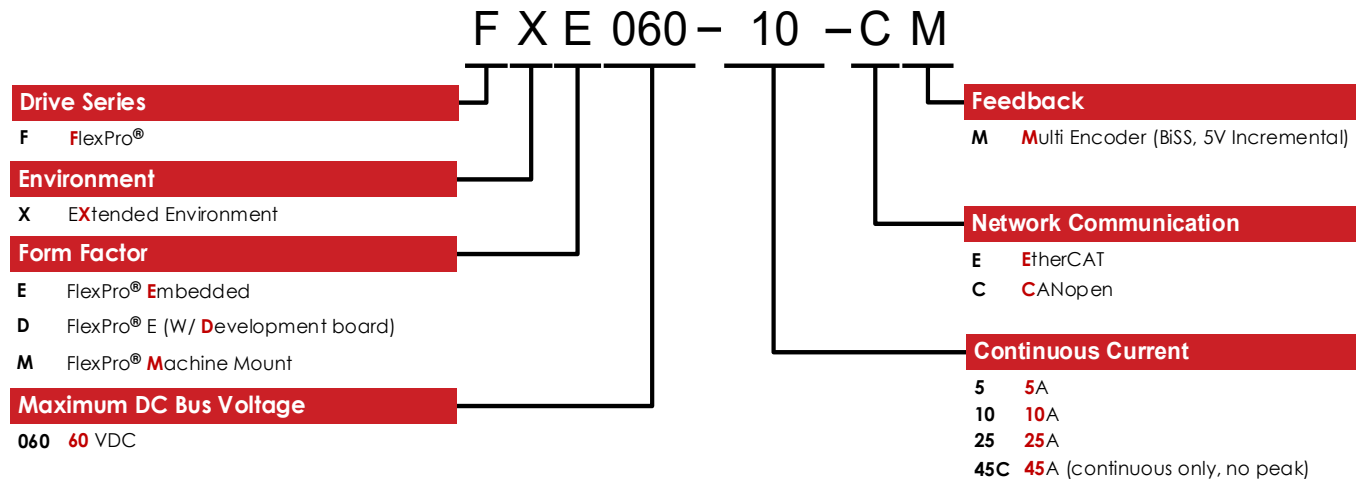 F X E 060 – 10 – C M
Drive Series
F FlexPro®
Environment
X EXtended Environment
Form Factor
E FlexPro® Embedded
D FlexPro® E (W/ Development board)
M FlexPro® Machine Mount
Maximum DC Bus Voltage
060 60 VDC
Feedback
M Multi Encoder (BiSS, 5V Incremental)
Network Communication
E EtherCAT
C CANopen
Continuous Current
5 5A
10 10A
25 25A
45C 45A (continuous only, no peak)